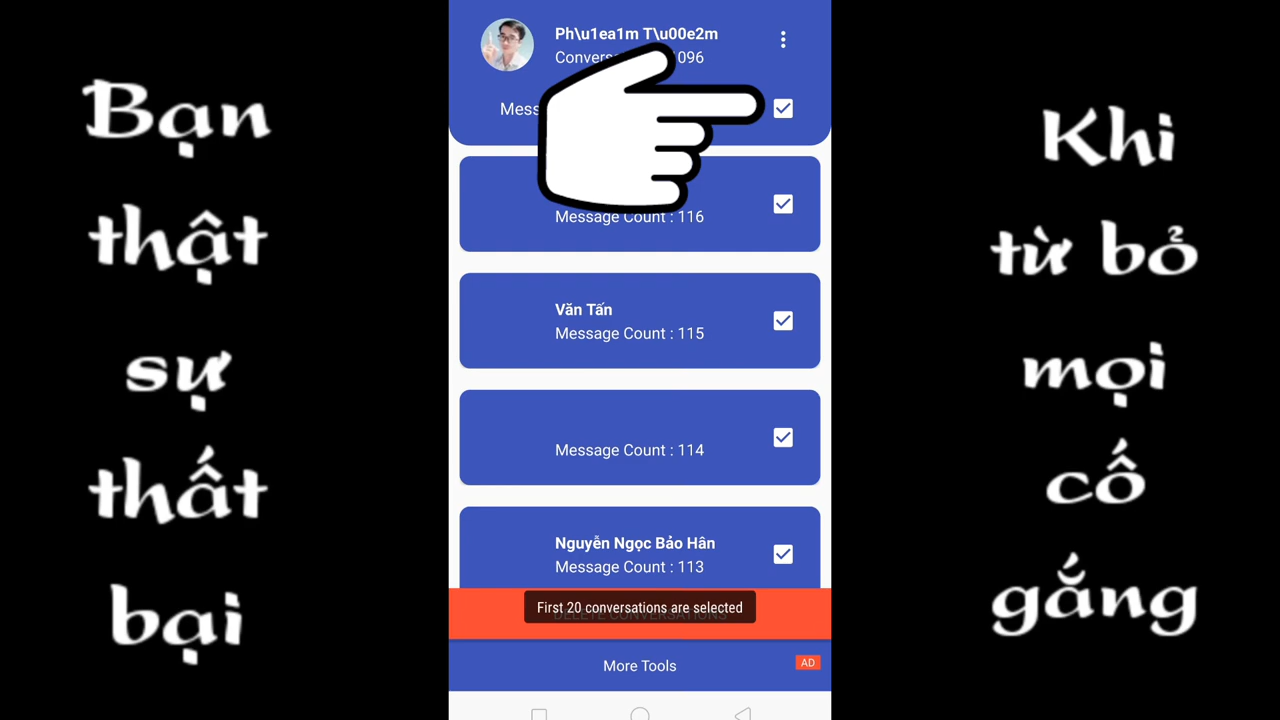 Bạn
thật
sự
thất
bại
Ph\u1ea1m T\u00e2m
096
Message Count : 116
Văn Tấn
Message Count : 115
Message Count : 114
Nguyễn Ngọc Bảo Hân
Message Count : 113
First 20 conversations are selected
DELETE CONVERSATIONS
More Tools
AD
Khi
từ bỏ
mọi
cố
gắng